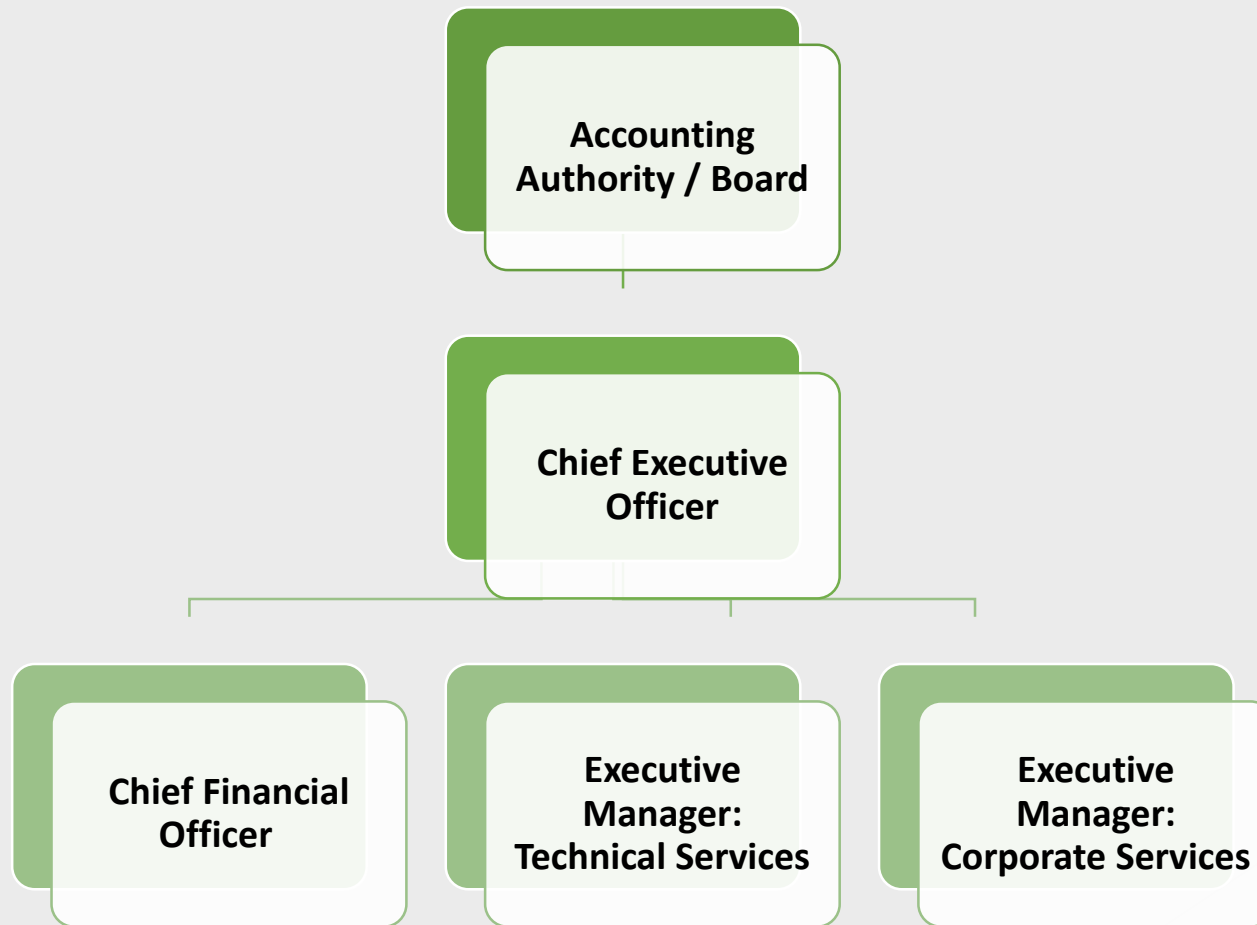 Accounting
Authority / Board
Chief Executive
Officer
Chief Financial
Officer
Executive
Manager:
Technical Services
Executive
Manager:
Corporate Services